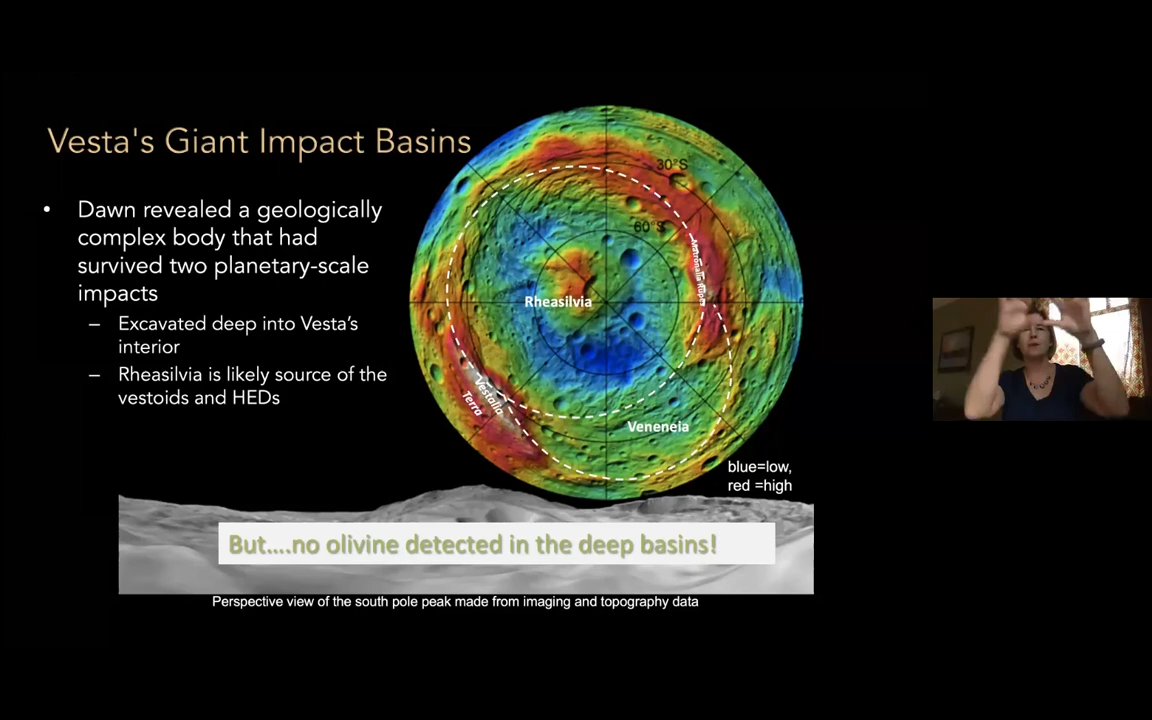 Vesta's Giant Impact Basins
• Dawn revealed a geologically
complex body that had
survived two planetary-scale
impacts
– Excavated deep into Vesta's
interior
– Rheasilvia is likely source of the
vestoids and HEDs
30°S
60°S
Matronalia Rupes
Rheasilvia
Vestalia
Terra
Veneneia
blue=low,
red =high
But....no olivine detected in the deep basins!
Perspective view of the south pole peak made from imaging and topography data